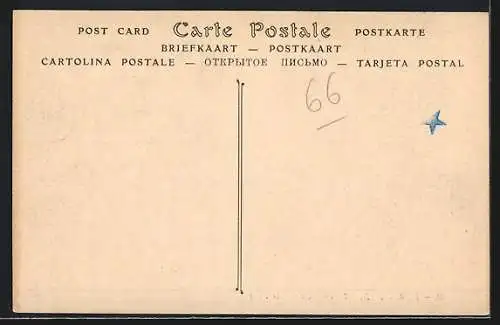 POST CARD Carte Postale POSTKARTE
BRIEFKAART — POSTKAART
CARTOLINA POSTALE — ОТКРЫТОЕ ПИСЬМО — TARJETA POSTAL
66